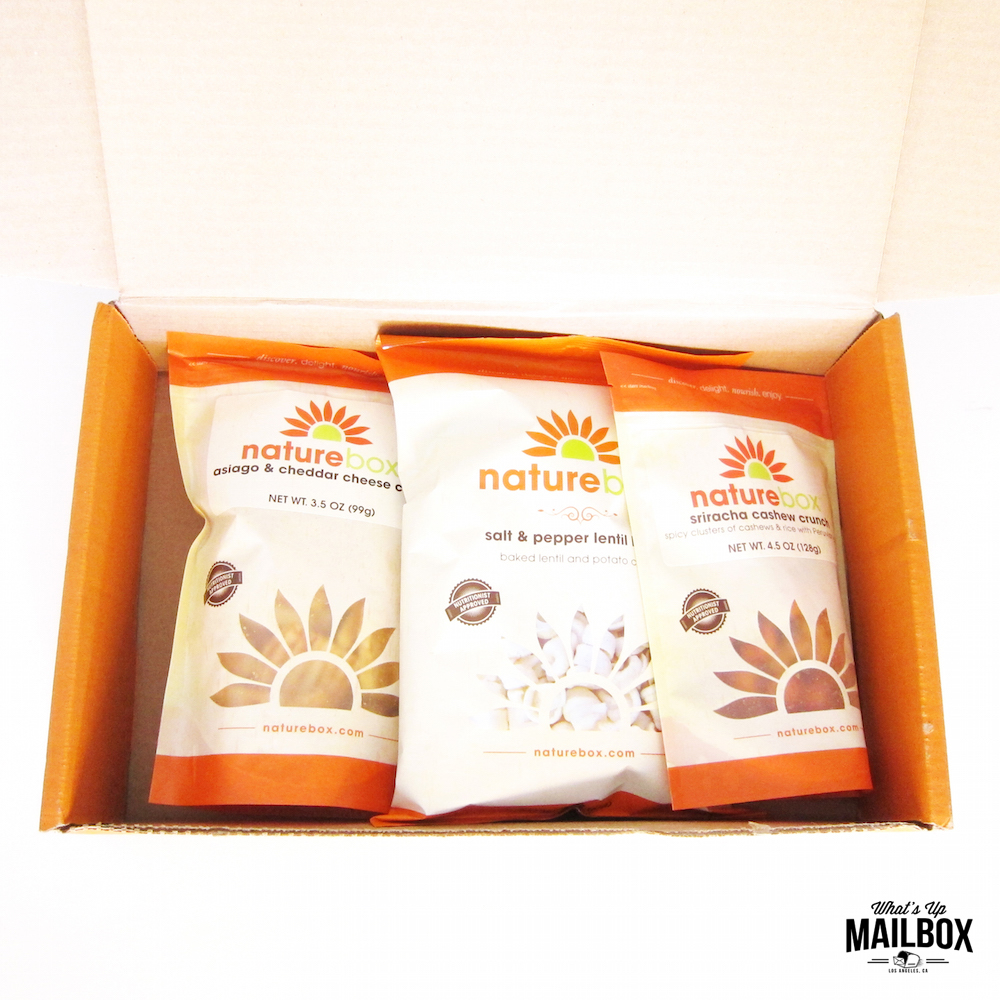 discover. delight. nourish.
naturebox
asiago & cheddar cheese c
NET WT. 3.5 OZ (99g)
NUTRITIONIST
APPROVED
naturebox.com
natureb
salt & pepper lentil
baked lentil and potato c
NUTRITIONIST
APPROVED
naturebox.com
discover. delight. nourish. enjoy.
naturebox
sriracha cashew crunch
spicy clusters of cashews & rice with
NET WT. 4.5 OZ (128g)
NUTRITIONIST
APPROVED
naturebox.com
What's Up
MAILBOX
LOS ANGELES, CA